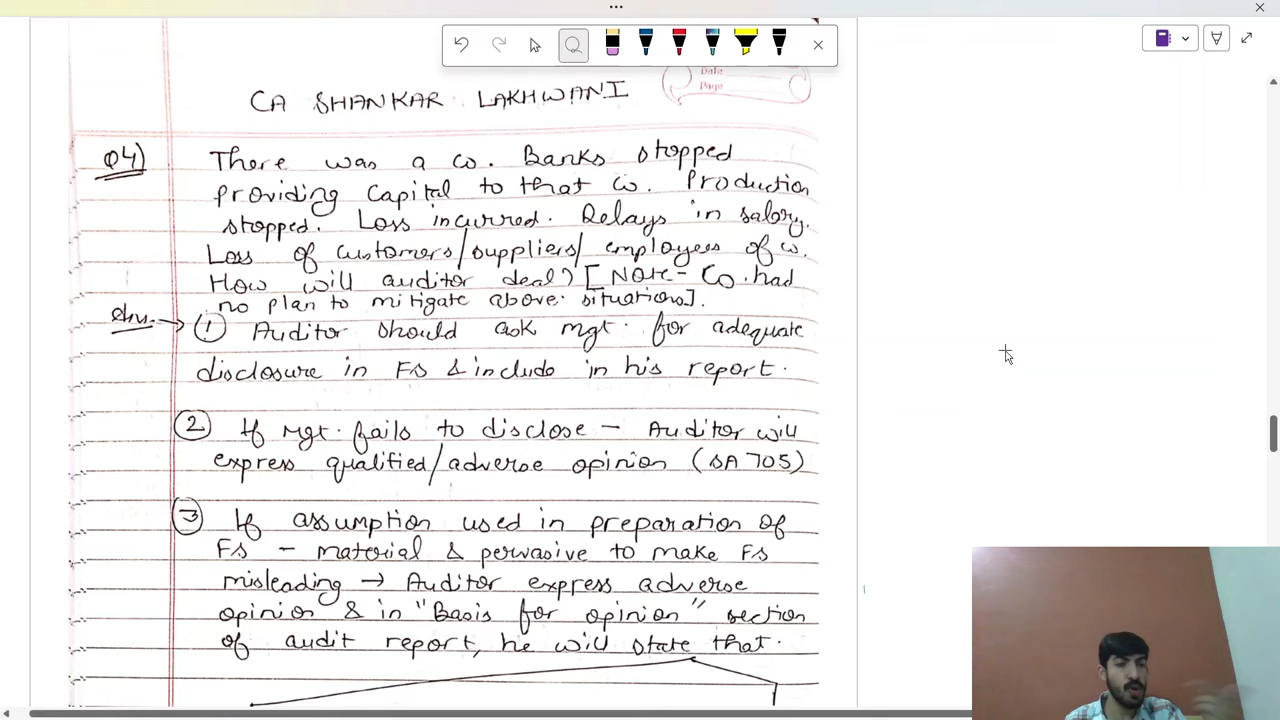 Date
Page
CA SHANKAR LAKHWANI
Q4) There was a co. Banks stopped
providing capital to that co. Production
stopped. Loss incurred. Delays in salary.
Loss of customers/suppliers/employees of co.
How will auditor deal? [Note - Co. had
no plan to mitigate above situations].
Ans. → ① Auditor should ask mgt. for adequate
disclosure in FS & include in his report.
② If Mgt. fails to disclose - Auditor will
express qualified/adverse opinion (SA 705)
③ If assumption used in preparation of
FS - material & pervasive to make FS
misleading → Auditor express adverse
opinion & in "Basis for opinion" section
of audit report, he will state that.